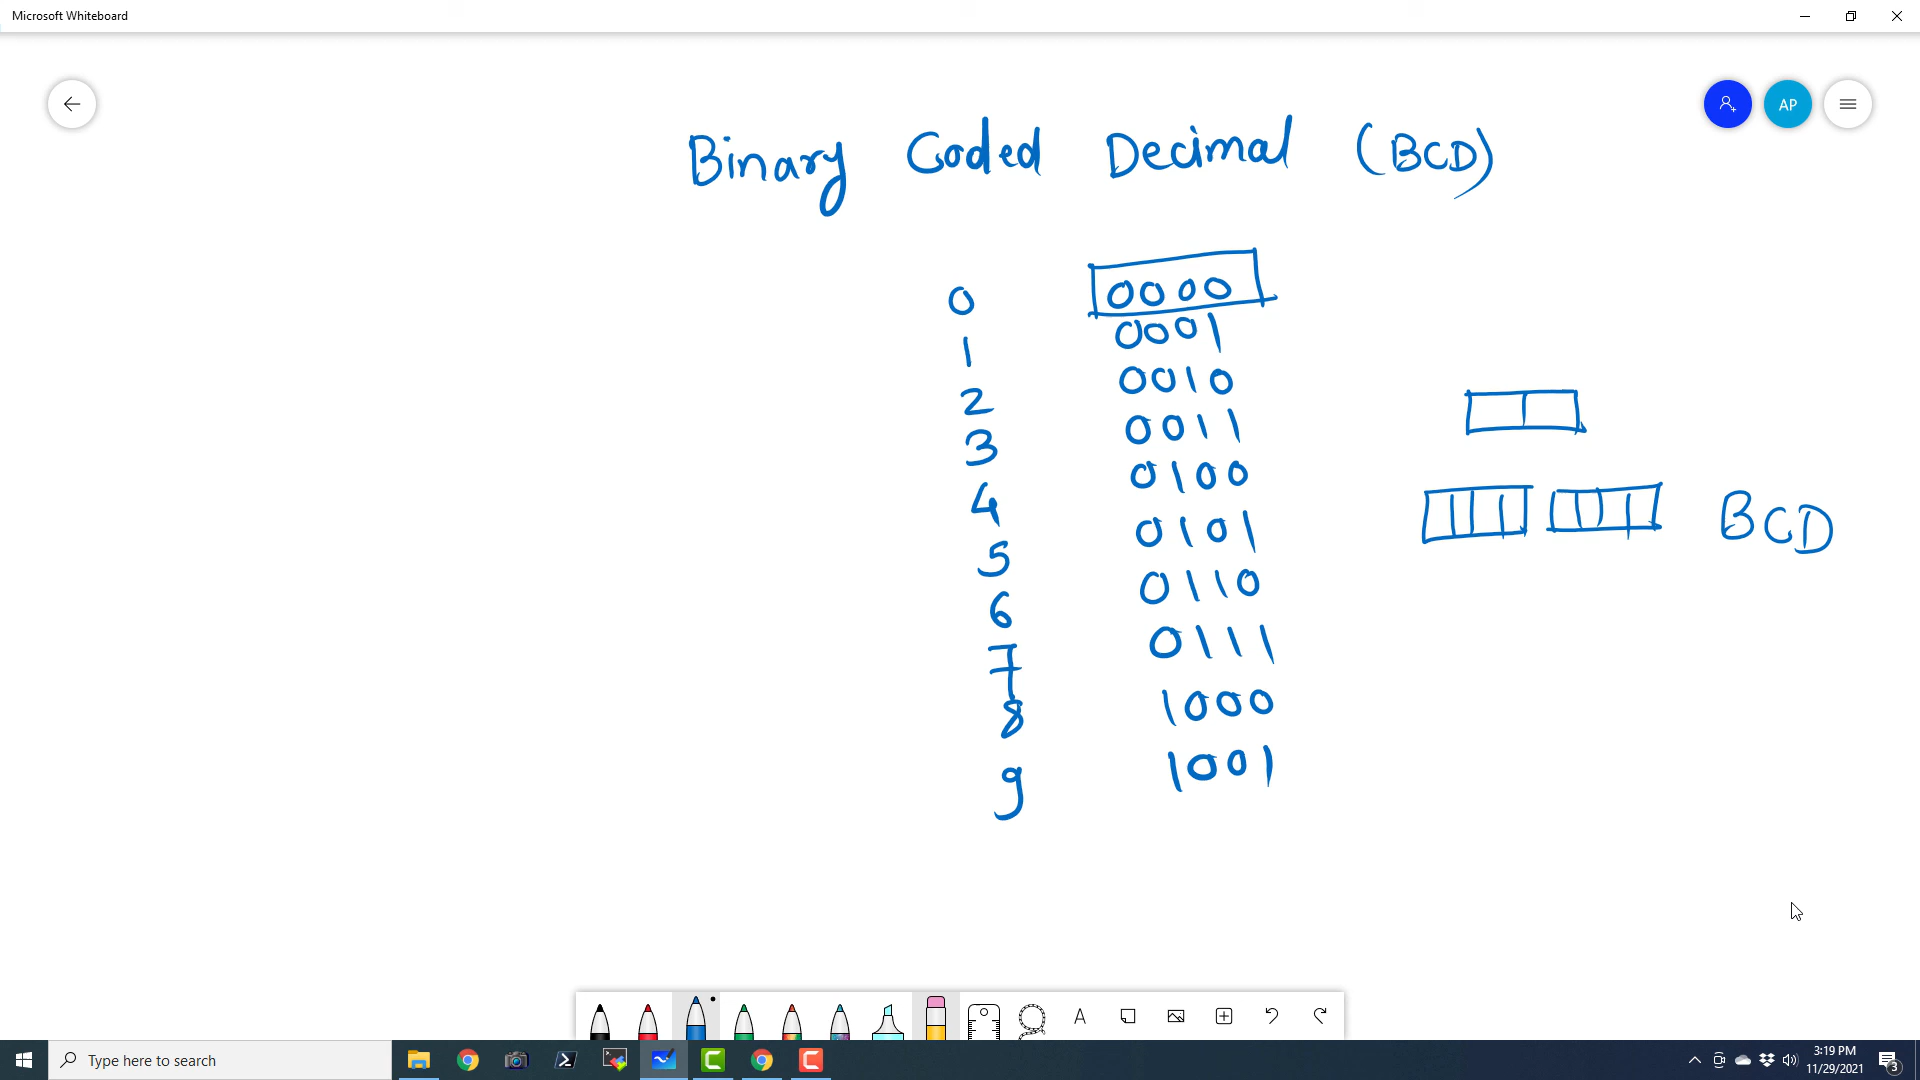 Microsoft Whiteboard
AP
Binary Coded Decimal (BCD)
0 0000
1 0001
2 0010
3 0011
4 0100
5 0101
6 0110
7 0111
8 1000
9 1001
BCD
A
Type here to search
3:19 PM
11/29/2021
3